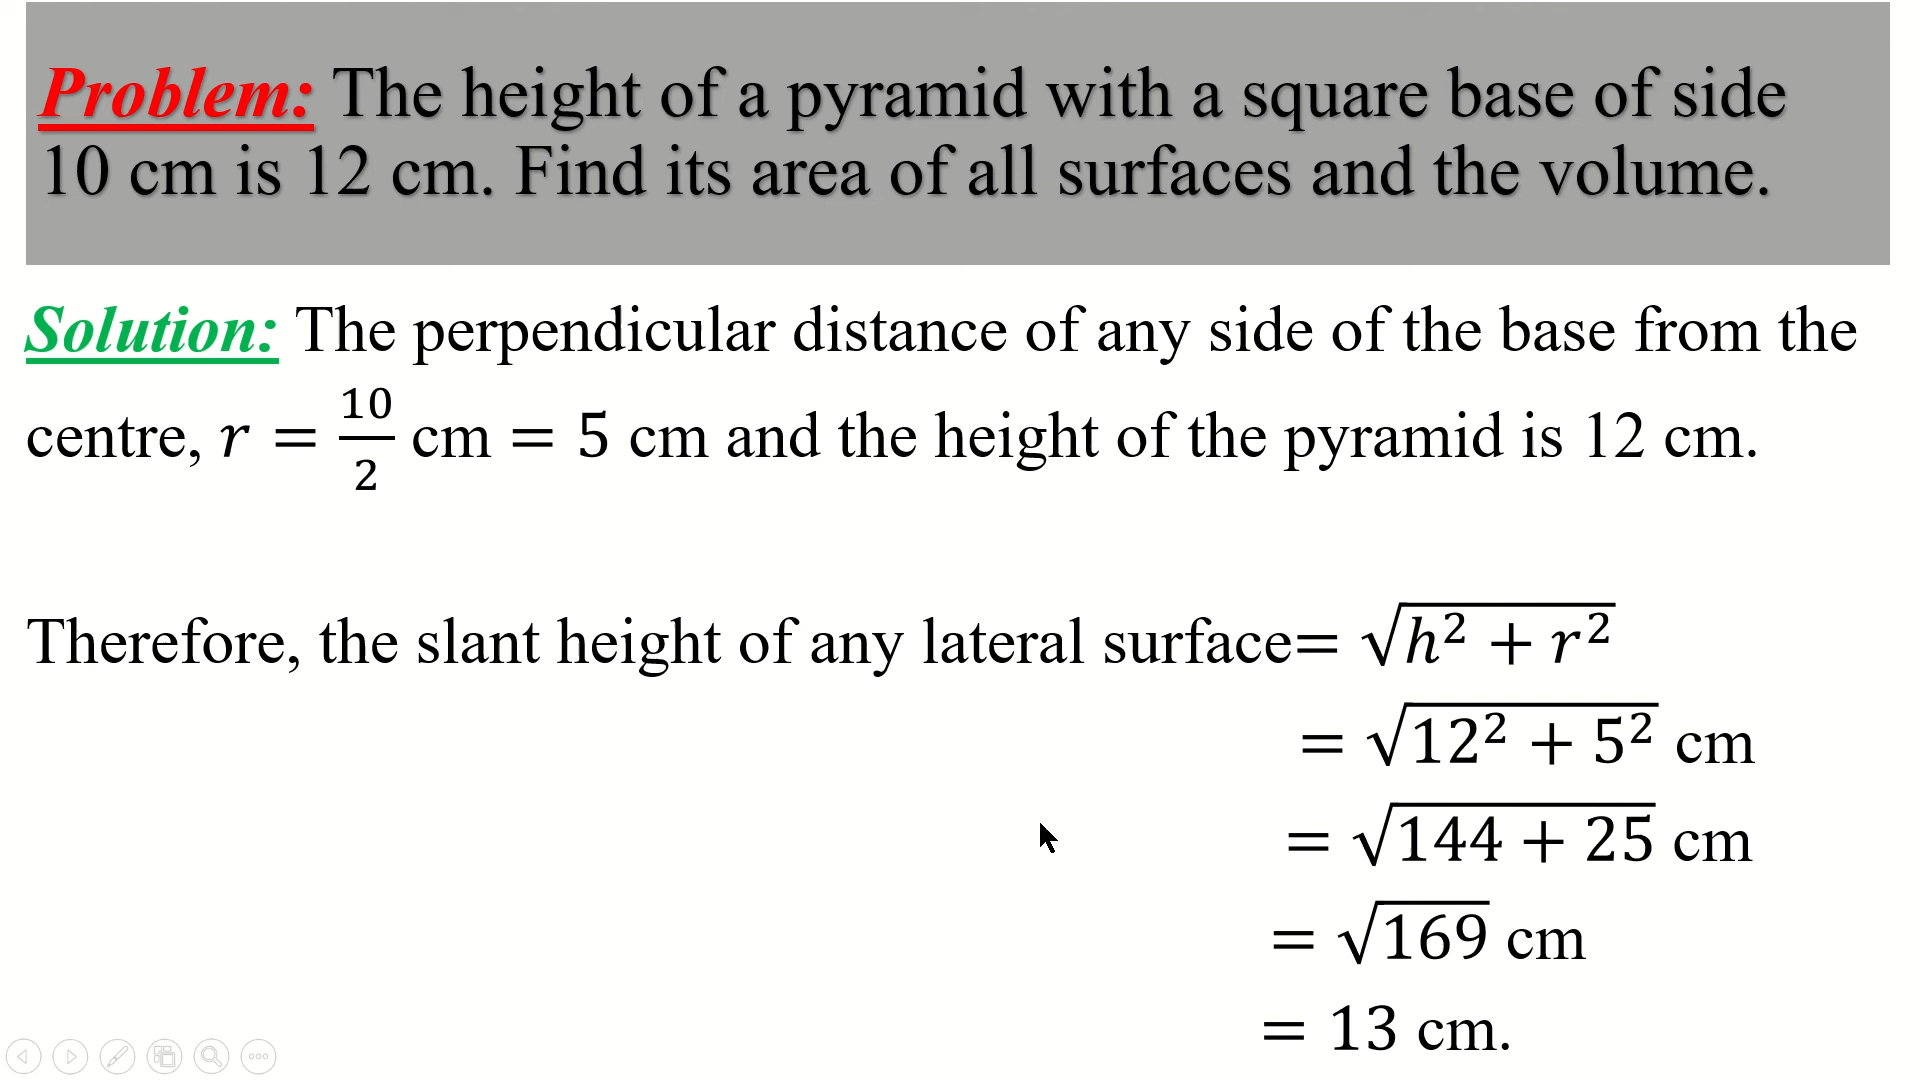 Problem: The height of a pyramid with a square base of side
10 cm is 12 cm. Find its area of all surfaces and the volume.
Solution: The perpendicular distance of any side of the base from the
centre, r = 10/2 cm = 5 cm and the height of the pyramid is 12 cm.
Therefore, the slant height of any lateral surface= √(h² + r²)
= √(12² + 5²) cm
= √(144 + 25) cm
= √169 cm
= 13 cm.